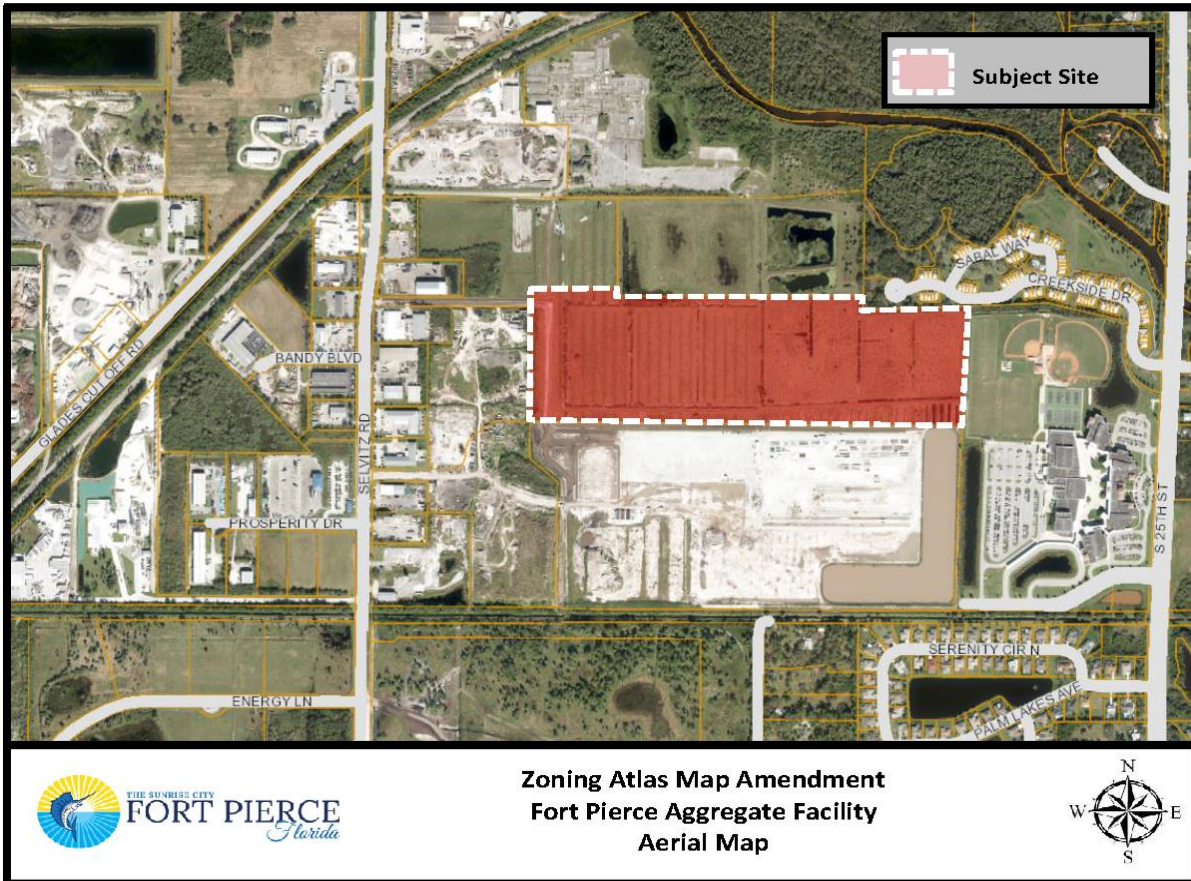 Subject Site
SABAL WAY
CREEKSIDE DR
BANDY BLVD
GLADES CUT OFF RD
SELVITZ RD
PROSPERITY DR
S 25TH ST
SERENITY CIR N
ENERGY LN
PALM LAKES AVE
THE SUNRISE CITY
FORT PIERCE
Florida
Zoning Atlas Map Amendment
Fort Pierce Aggregate Facility
Aerial Map
N
W E
S